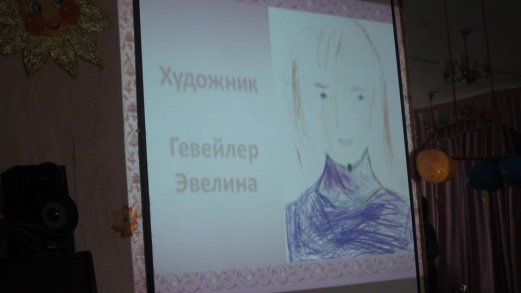 Художник
Гевейлер
Эвелина